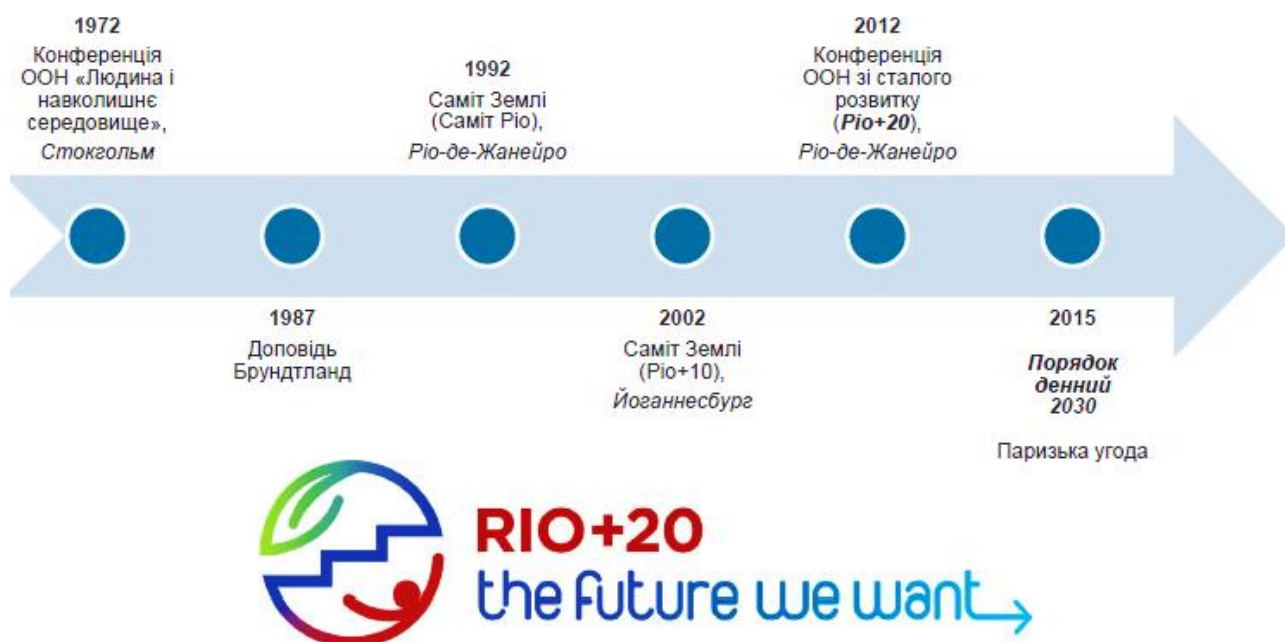 1972
Конференція
ООН «Людина і
навколишнє
середовище»,
Стокгольм
1987
Доповідь
Брундтланд
1992
Саміт Землі
(Саміт Ріо),
Ріо-де-Жанейро
2002
Саміт Землі
(Ріо+10),
Йоганнесбург
2012
Конференція
ООН зі сталого
розвитку
(Ріо+20),
Ріо-де-Жанейро
2015
Порядок
денний
2030
Паризька угода
RIO+20
the future we want